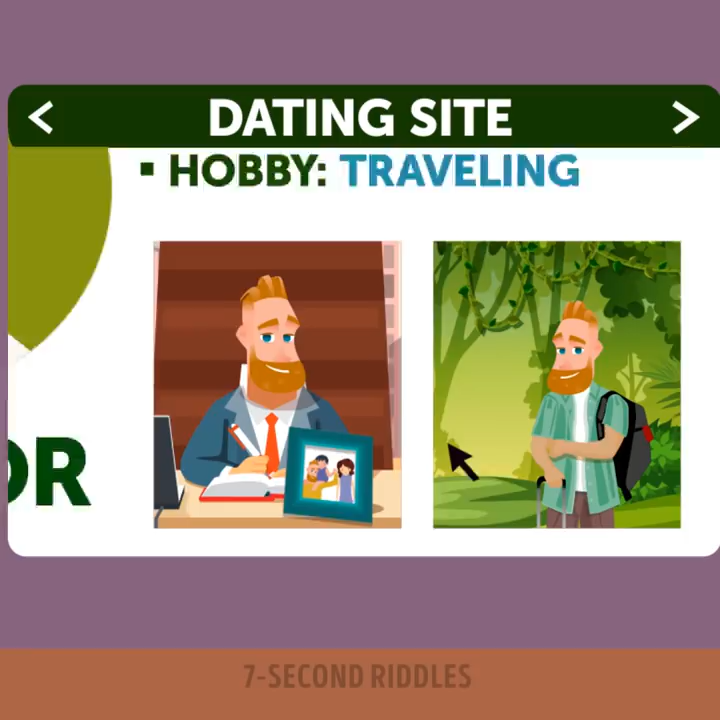 DATING SITE
▪ HOBBY: TRAVELING
OR
7-SECOND RIDDLES